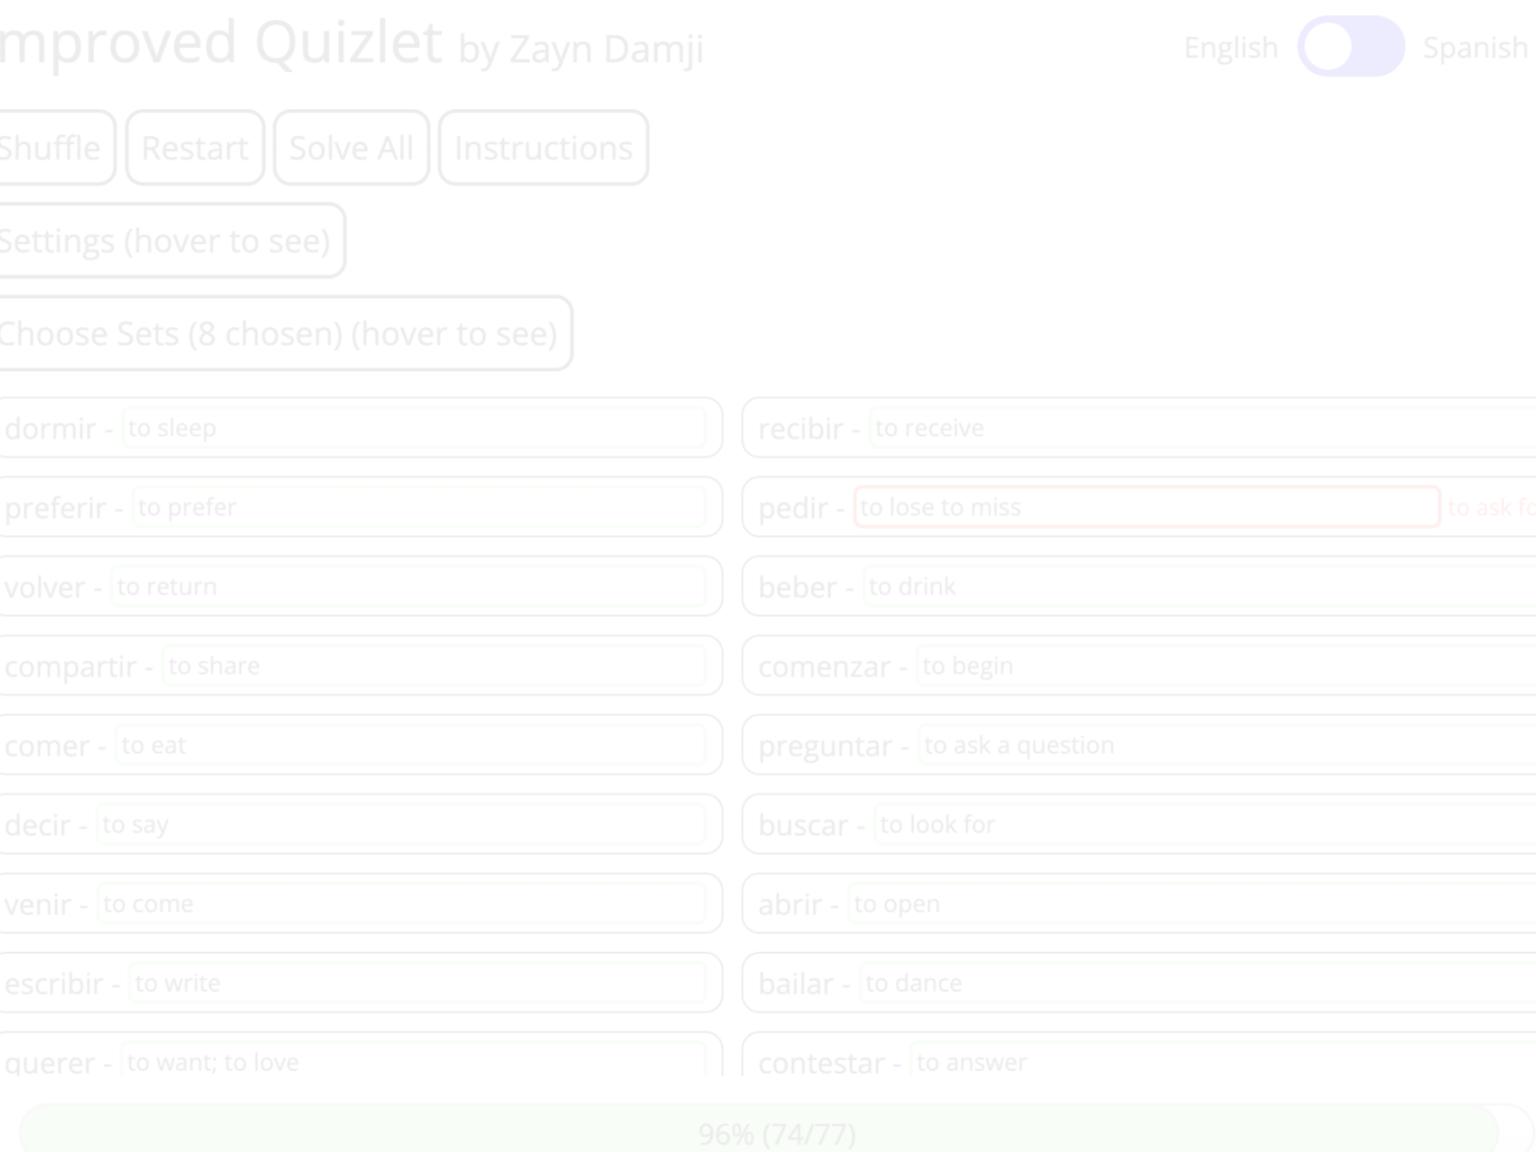 mproved Quizlet by Zayn Damji
English Spanish
Shuffle Restart Solve All Instructions
Settings (hover to see)
Choose Sets (8 chosen) (hover to see)
dormir - to sleep
recibir - to receive
preferir - to prefer
pedir - to lose to miss to ask fo
volver - to return
beber - to drink
compartir - to share
comenzar - to begin
comer - to eat
preguntar - to ask a question
decir - to say
buscar - to look for
venir - to come
abrir - to open
escribir - to write
bailar - to dance
querer - to want; to love
contestar - to answer
96% (74/77)